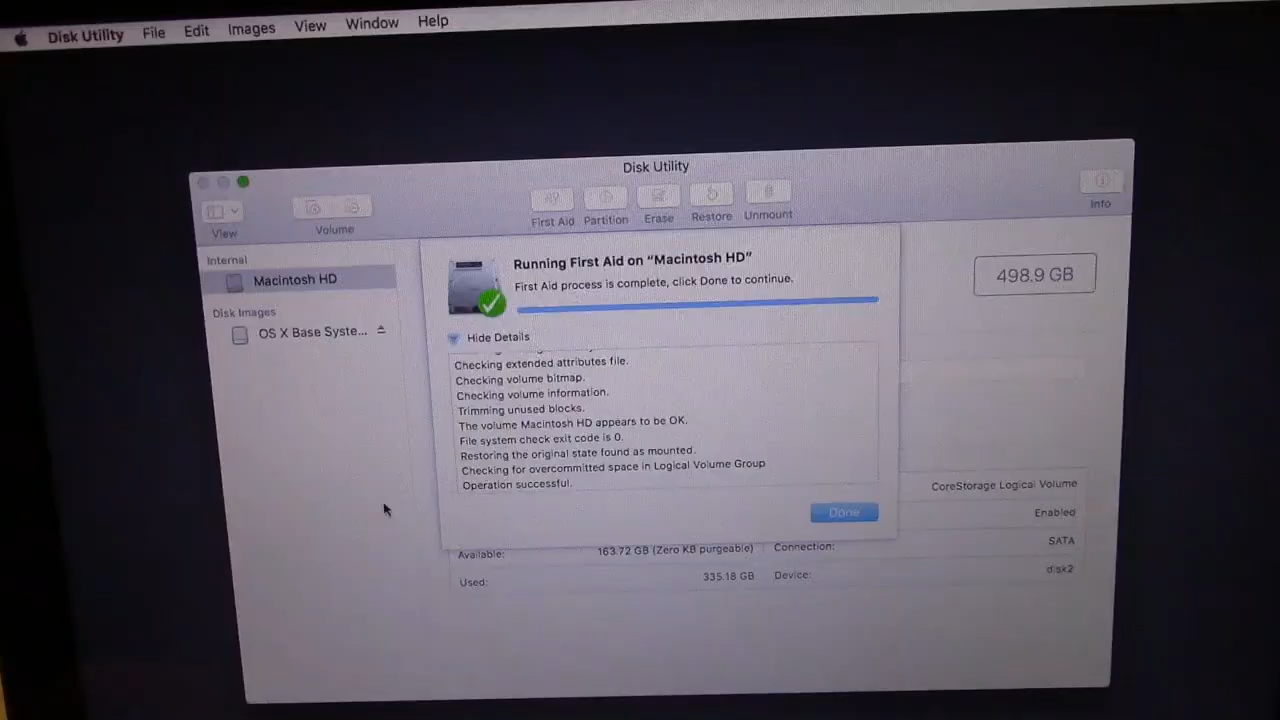 Disk Utility File Edit Images View Window Help
Disk Utility
View Volume First Aid Partition Erase Restore Unmount Info
Internal
Macintosh HD
Disk Images
OS X Base Syste...
Running First Aid on “Macintosh HD”
First Aid process is complete, click Done to continue.
498.9 GB
Hide Details
Checking extended attributes file.
Checking volume bitmap.
Checking volume information.
Trimming unused blocks.
The volume Macintosh HD appears to be OK.
File system check exit code is 0.
Restoring the original state found as mounted.
Checking for overcommitted space in Logical Volume Group
Operation successful.
Done
CoreStorage Logical Volume
Enabled
Available: 163.72 GB (Zero KB purgeable) Connection: SATA
Used: 335.18 GB Device: disk2